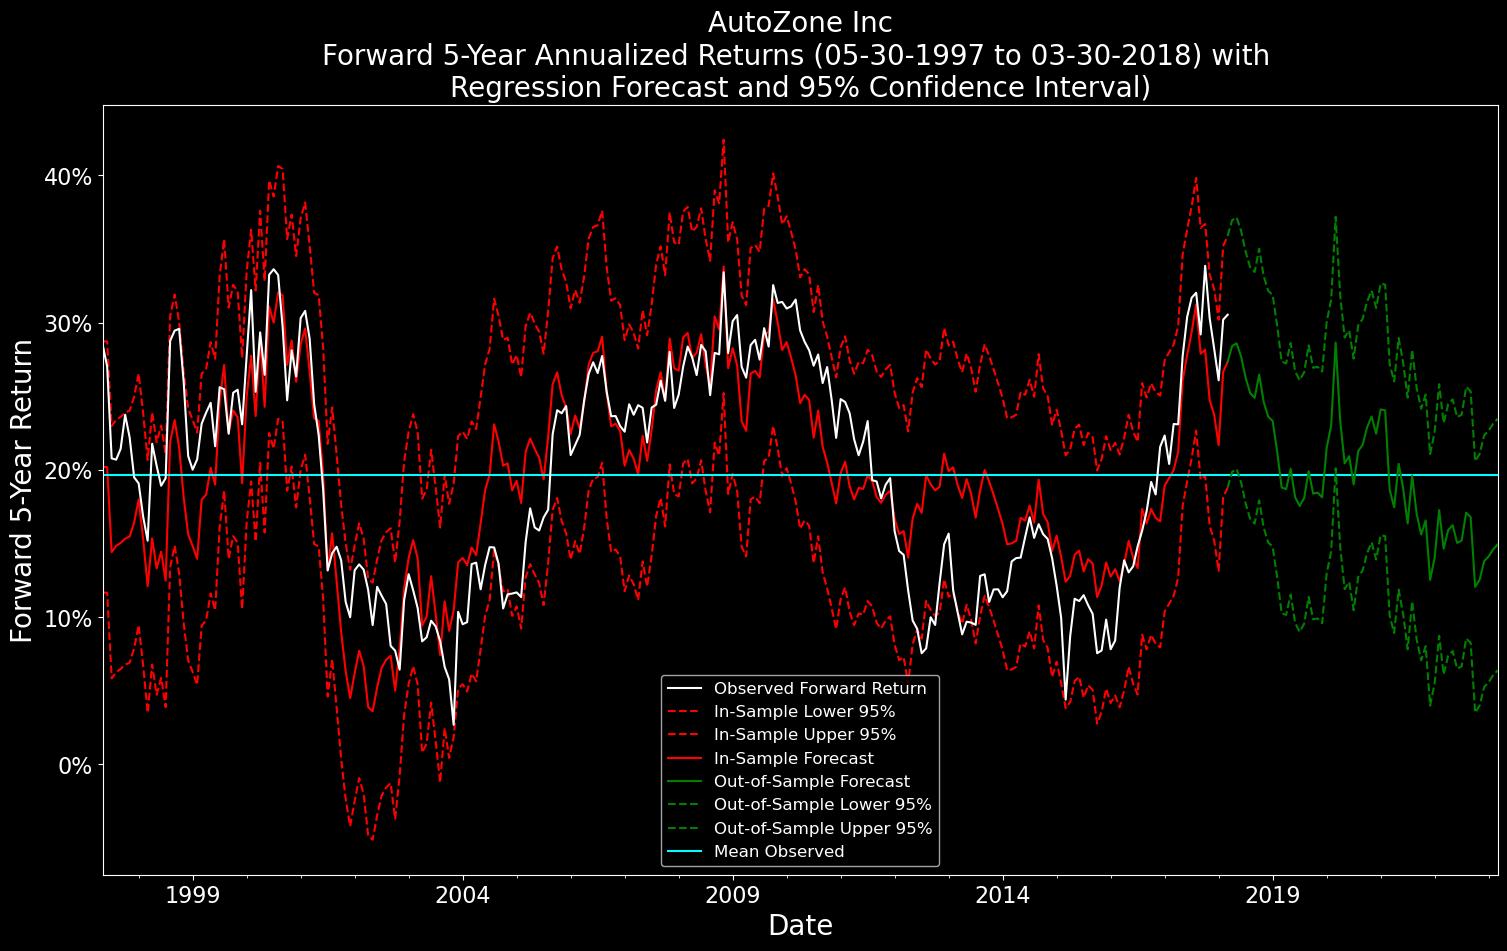 AutoZone Inc
Forward 5-Year Annualized Returns (05-30-1997 to 03-30-2018) with
Regression Forecast and 95% Confidence Interval)
Forward 5-Year Return
40%
30%
20%
10%
0%
Observed Forward Return
In-Sample Lower 95%
In-Sample Upper 95%
In-Sample Forecast
Out-of-Sample Forecast
Out-of-Sample Lower 95%
Out-of-Sample Upper 95%
Mean Observed
1999 2004 2009 2014 2019
Date